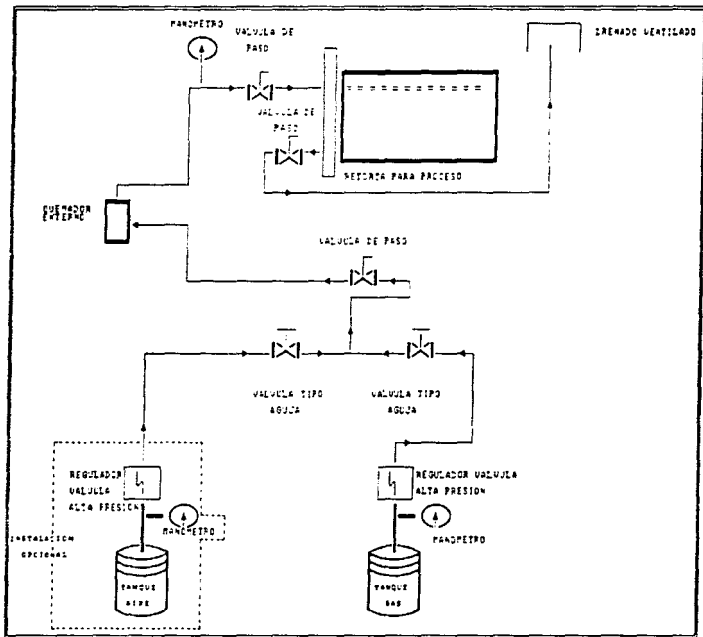 MANOMETRO
VALVULA DE
PASO
DRENADO VENTILADO
VALVULA DE
PASO
RETORTA PARA PROCESO
QUEMADOR
EXTERNO
VALVULA DE PASO
VALVULA TIPO
AGUJA
VALVULA TIPO
AGUJA
REGULADOR
VALVULA
ALTA PRESION
REGULADOR VALVULA
ALTA PRESION
MANOMETRO
INSTALACION
OPCIONAL
MANOMETRO
TANQUE
AIRE
TANQUE
GAS